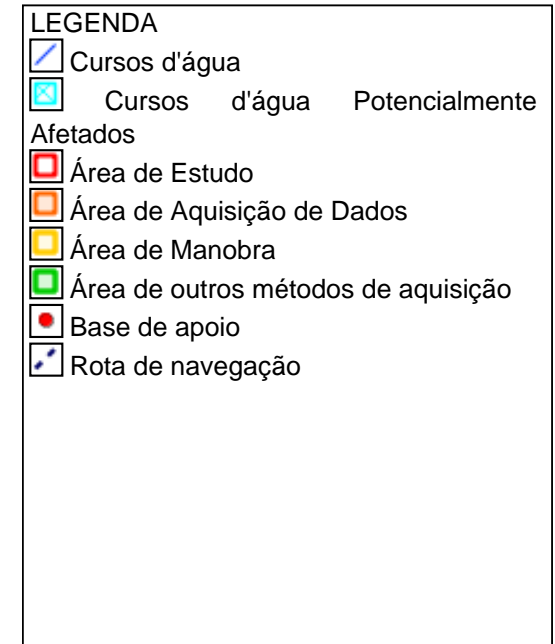 LEGENDA
Cursos d'água
Cursos d'água Potencialmente
Afetados
Área de Estudo
Área de Aquisição de Dados
Área de Manobra
Área de outros métodos de aquisição
Base de apoio
Rota de navegação